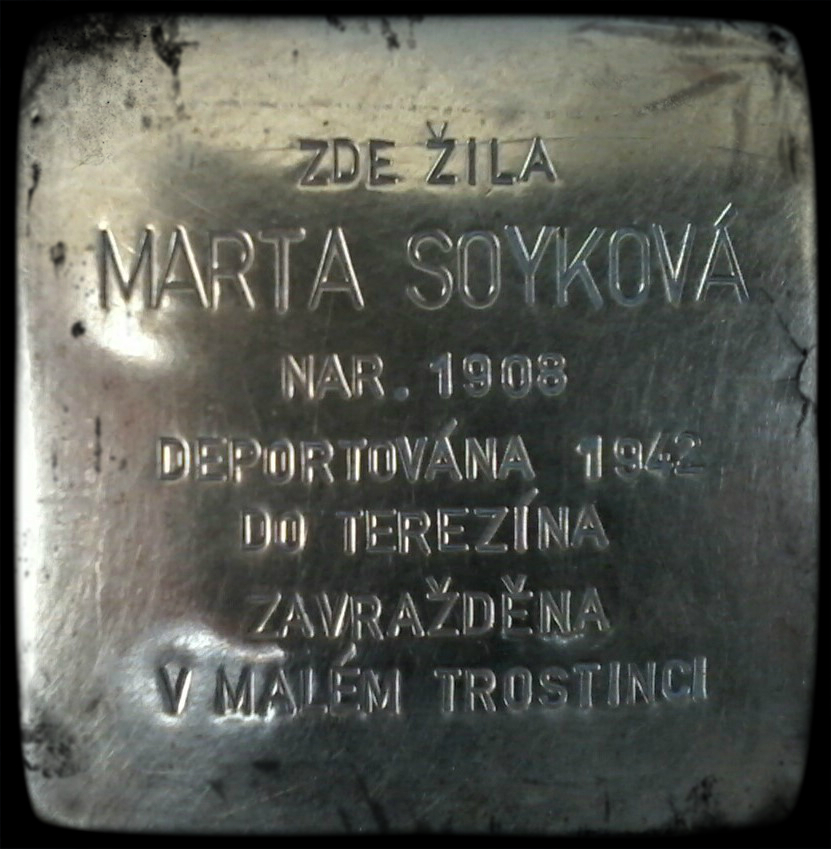 ZDE ŽILA
MARTA SOYKOVÁ
NAR. 1908
DEPORTOVÁNA 1942
DO TEREZÍNA
ZAVRAŽDĚNA
V MALÉM TROSTINCI